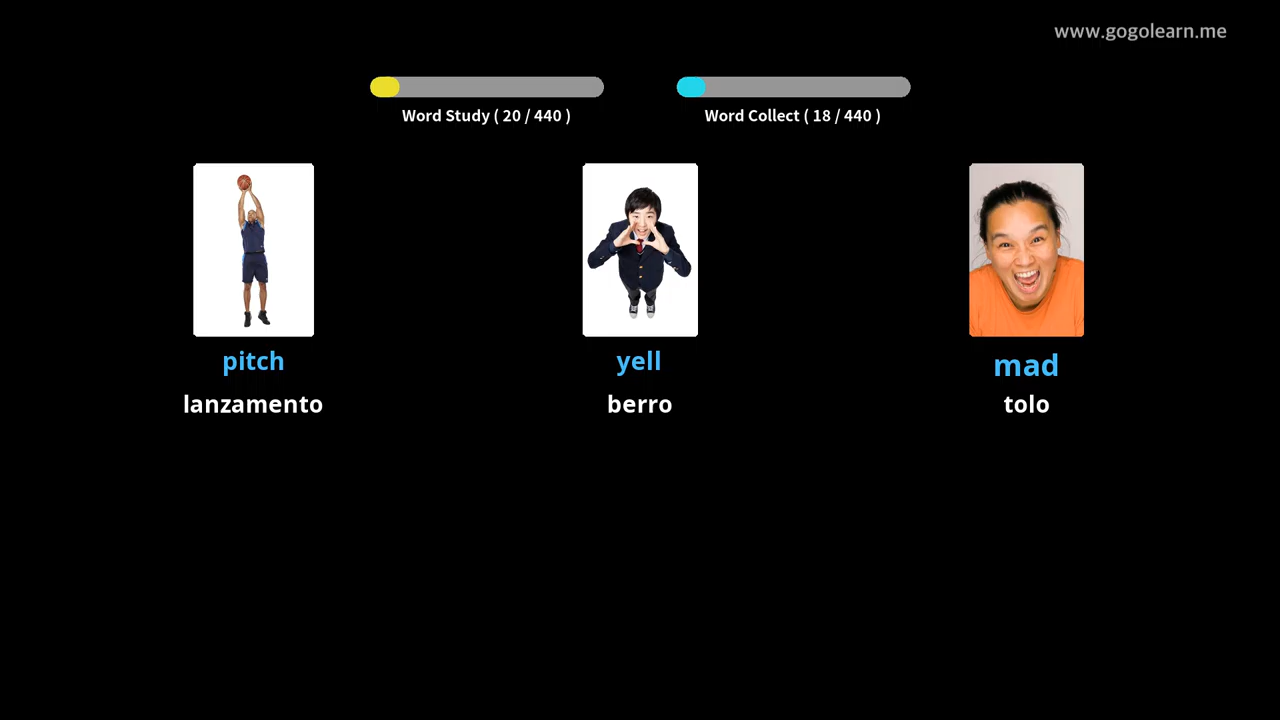 www.gogolearn.me
Word Study ( 20 / 440 )
Word Collect ( 18 / 440 )
pitch
yell
mad
lanzamento
berro
tolo